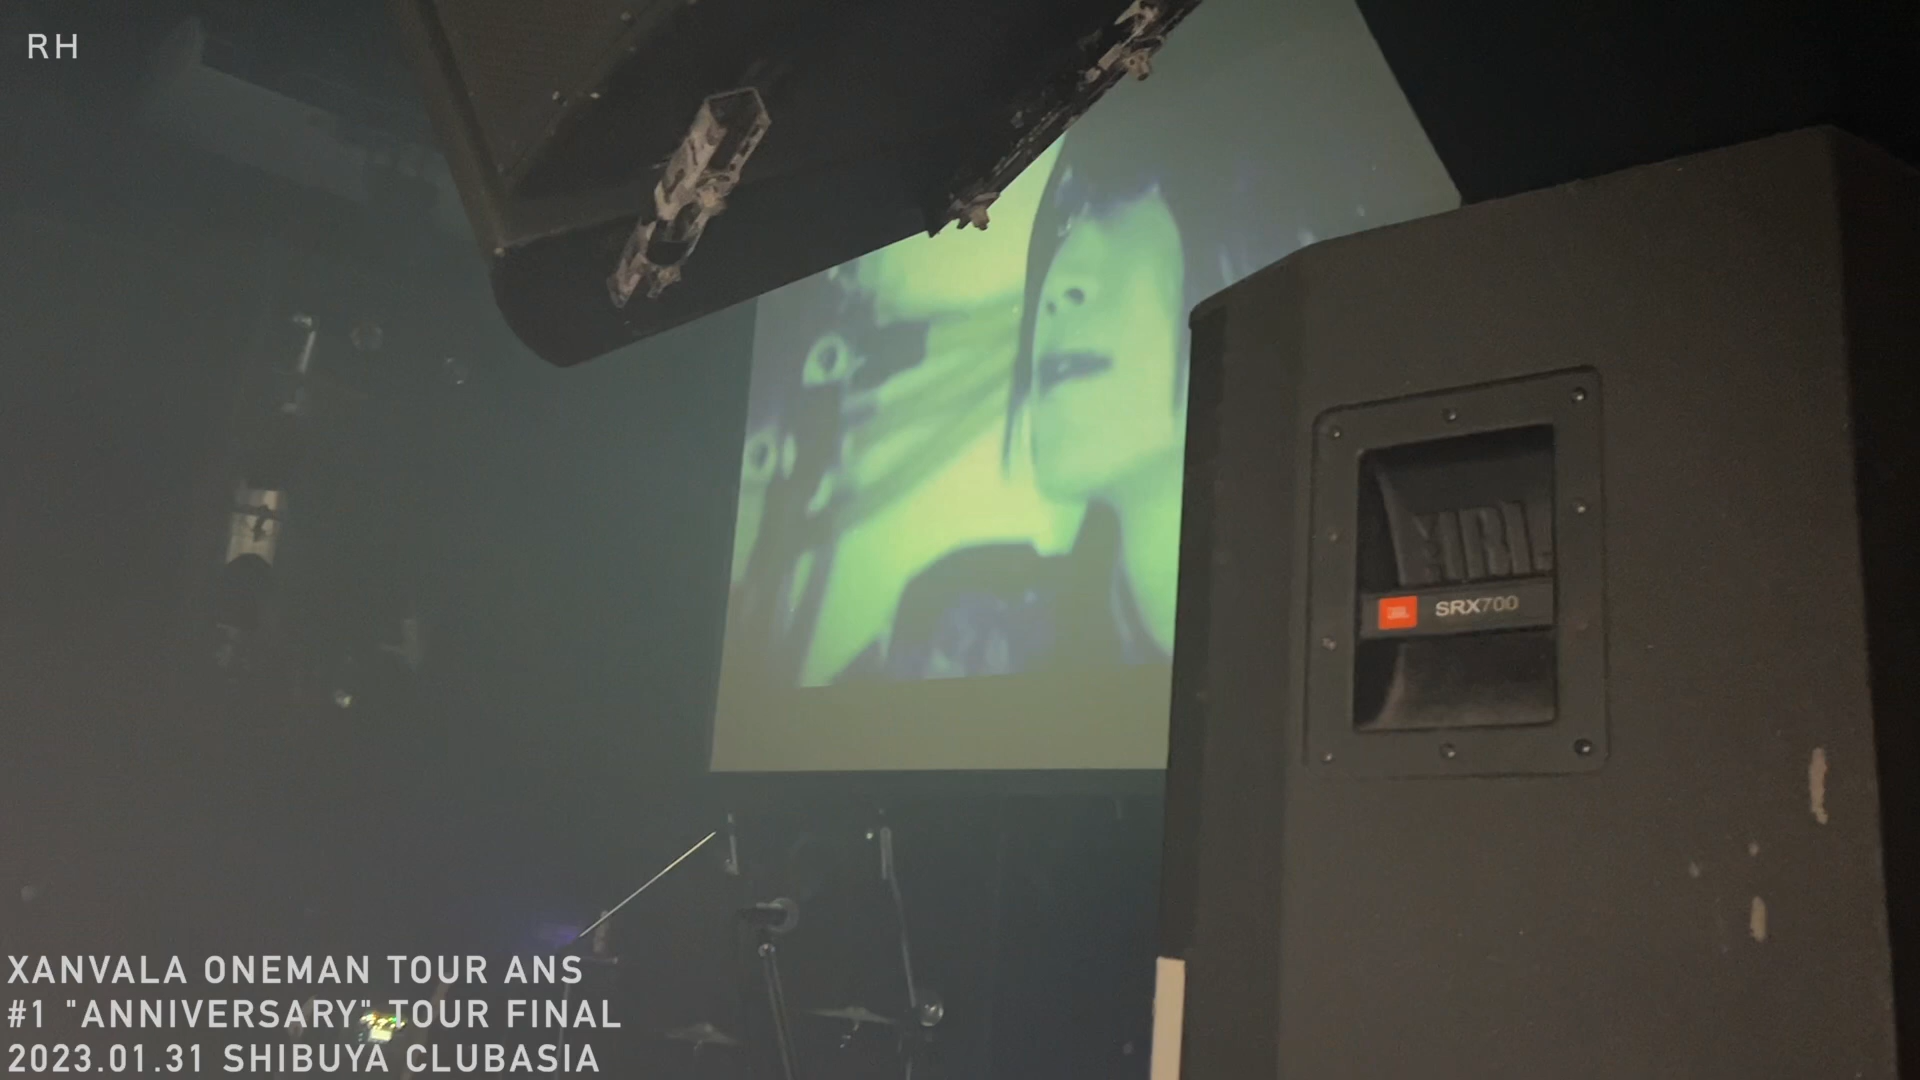 RH
XANVALA ONEMAN TOUR ANS
#1 "ANNIVERSARY" TOUR FINAL
2023.01.31 SHIBUYA CLUBASIA
JBL
SRX700